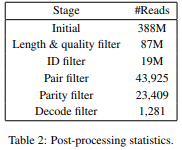 Stage #Reads
Initial 388M
Length & quality filter 87M
ID filter 19M
Pair filter 43,925
Parity filter 23,409
Decode filter 1,281
Table 2: Post-processing statistics.